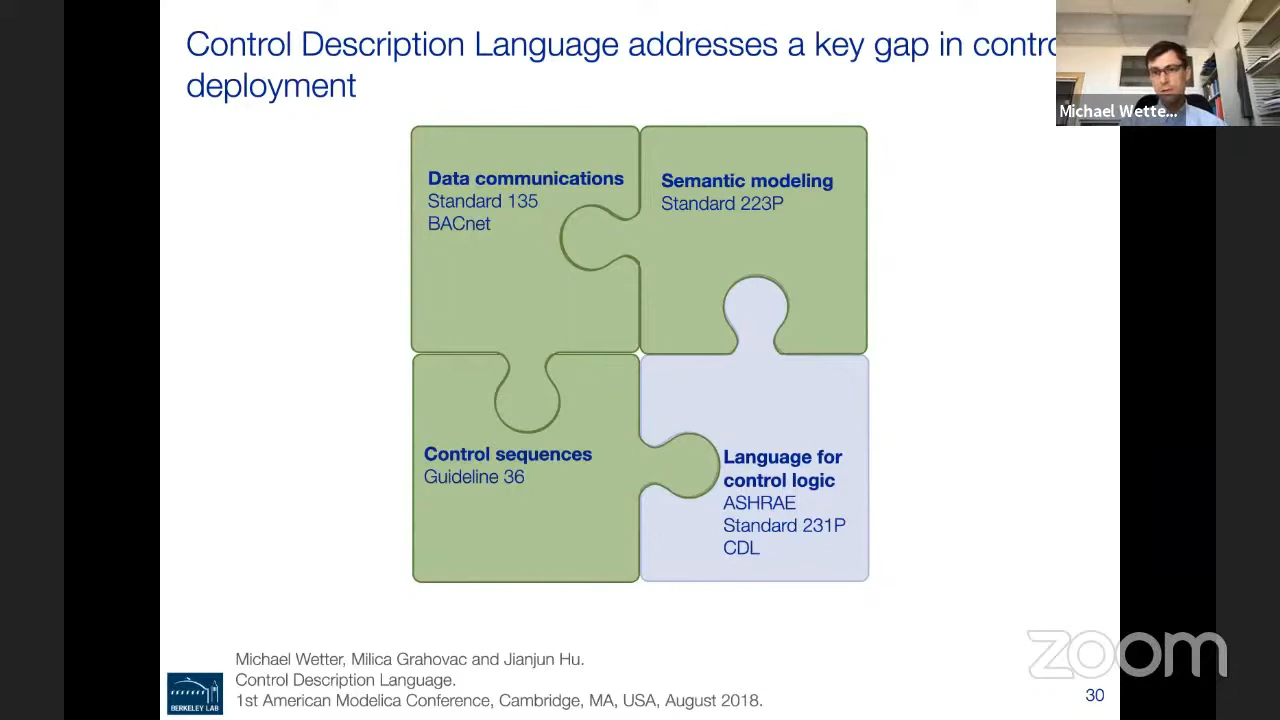 Control Description Language addresses a key gap in contro
deployment
Michael Wette...
Data communications
Standard 135
BACnet
Semantic modeling
Standard 223P
Control sequences
Guideline 36
Language for
control logic
ASHRAE
Standard 231P
CDL
Michael Wetter, Milica Grahovac and Jianjun Hu.
Control Description Language.
1st American Modelica Conference, Cambridge, MA, USA, August 2018.
BERKELEY LAB
zoom
30